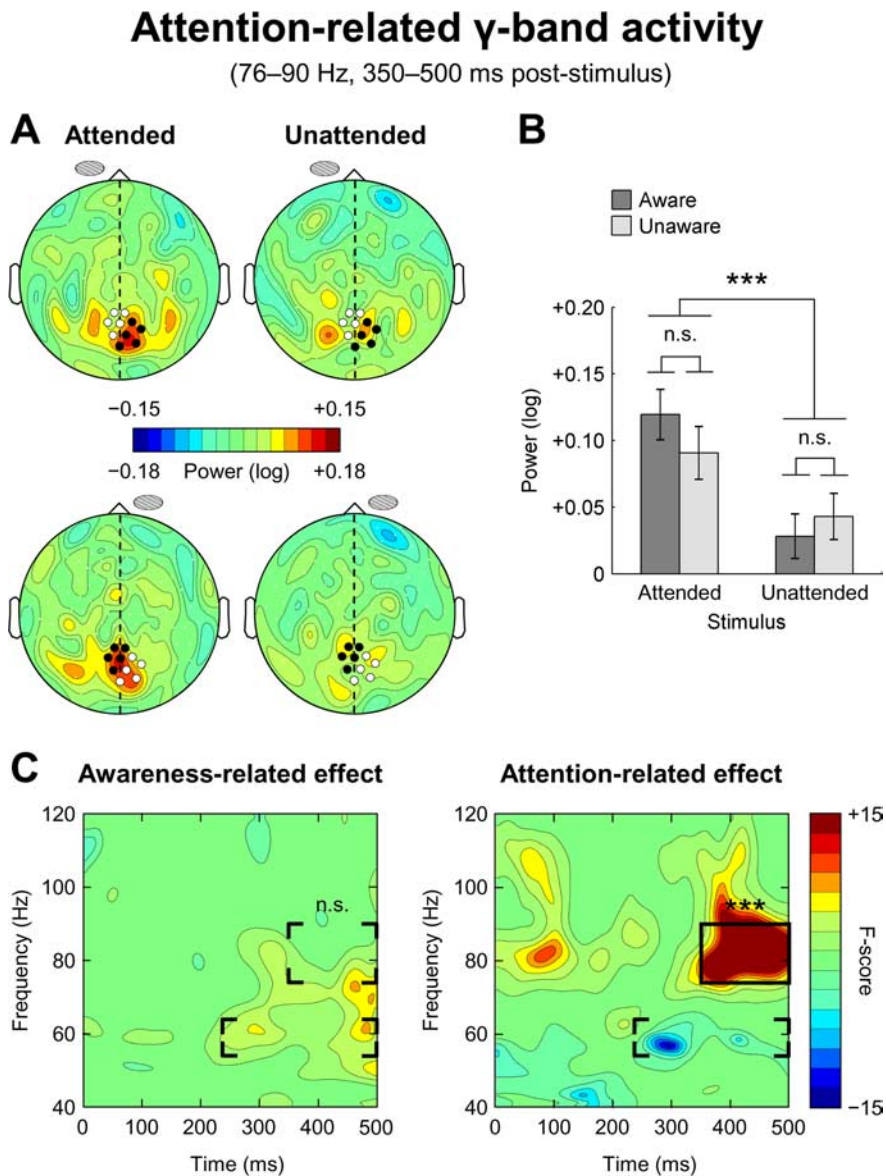 Attention-related γ-band activity
(76–90 Hz, 350–500 ms post-stimulus)
A
Attended
Unattended
−0.15
+0.15
−0.18
Power (log)
+0.18
B
Aware
Unaware
***
+0.20
n.s.
+0.15
+0.10
n.s.
+0.05
0
Power (log)
Attended
Unattended
Stimulus
C
Awareness-related effect
120
100
n.s.
80
60
40
Frequency (Hz)
0
100
200
300
400
500
Time (ms)
Attention-related effect
120
100
***
80
60
40
Frequency (Hz)
0
100
200
300
400
500
Time (ms)
+15
F-score
−15